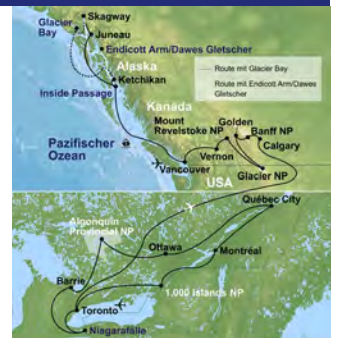 Skagway
Glacier
Bay
Juneau
Endicott Arm/Dawes
Gletscher
Alaska
Ketchikan
Inside Passage
Route mit Glacier Bay
Route mit Endicott Arm/Dawes
Gletscher
Kanada
Mount
Revelstoke NP
Golden
Banff NP
Calgary
Pazifischer
Ozean
Vernon
Vancouver
Glacier NP
USA
Québec City
Algonquin
Provincial NP
Ottawa
Montréal
Barrie
1.000 Islands NP
Toronto
Niagarafälle